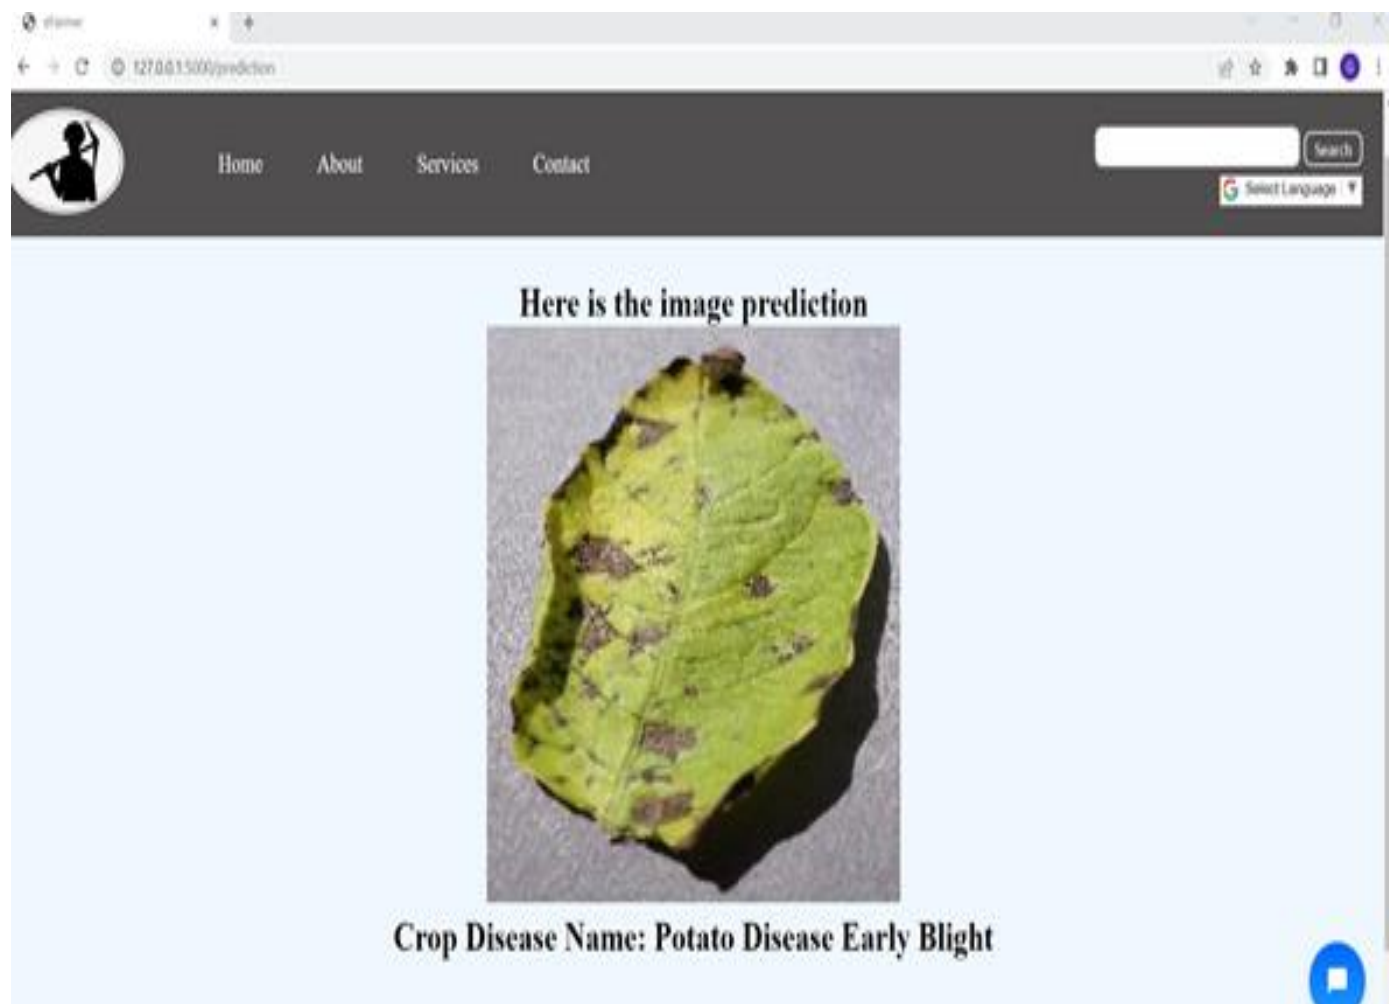 127.0.0.1:5000/prediction
Home About Services Contact
Search
G Select Language ▼
Here is the image prediction
Crop Disease Name: Potato Disease Early Blight